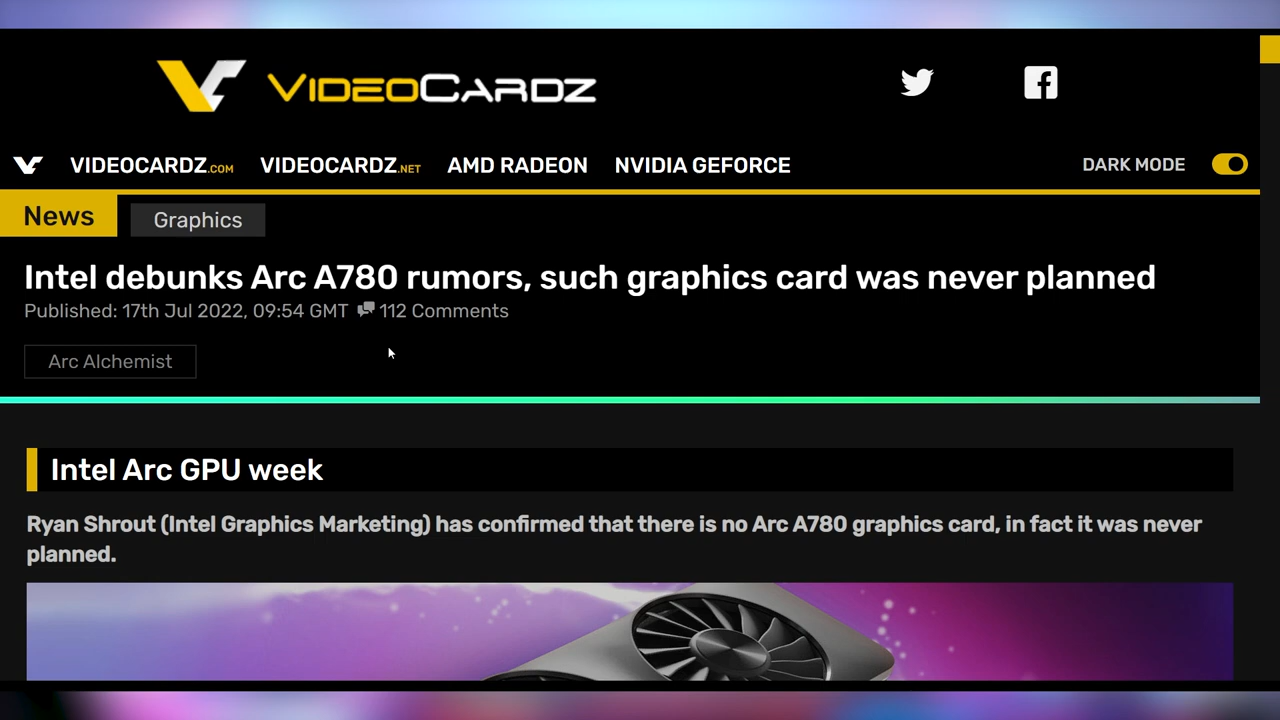 VIDEOCARDZ
VIDEOCARDZ.COM VIDEOCARDZ.NET AMD RADEON NVIDIA GEFORCE DARK MODE
News Graphics
Intel debunks Arc A780 rumors, such graphics card was never planned
Published: 17th Jul 2022, 09:54 GMT 112 Comments
Arc Alchemist
Intel Arc GPU week
Ryan Shrout (Intel Graphics Marketing) has confirmed that there is no Arc A780 graphics card, in fact it was never
planned.